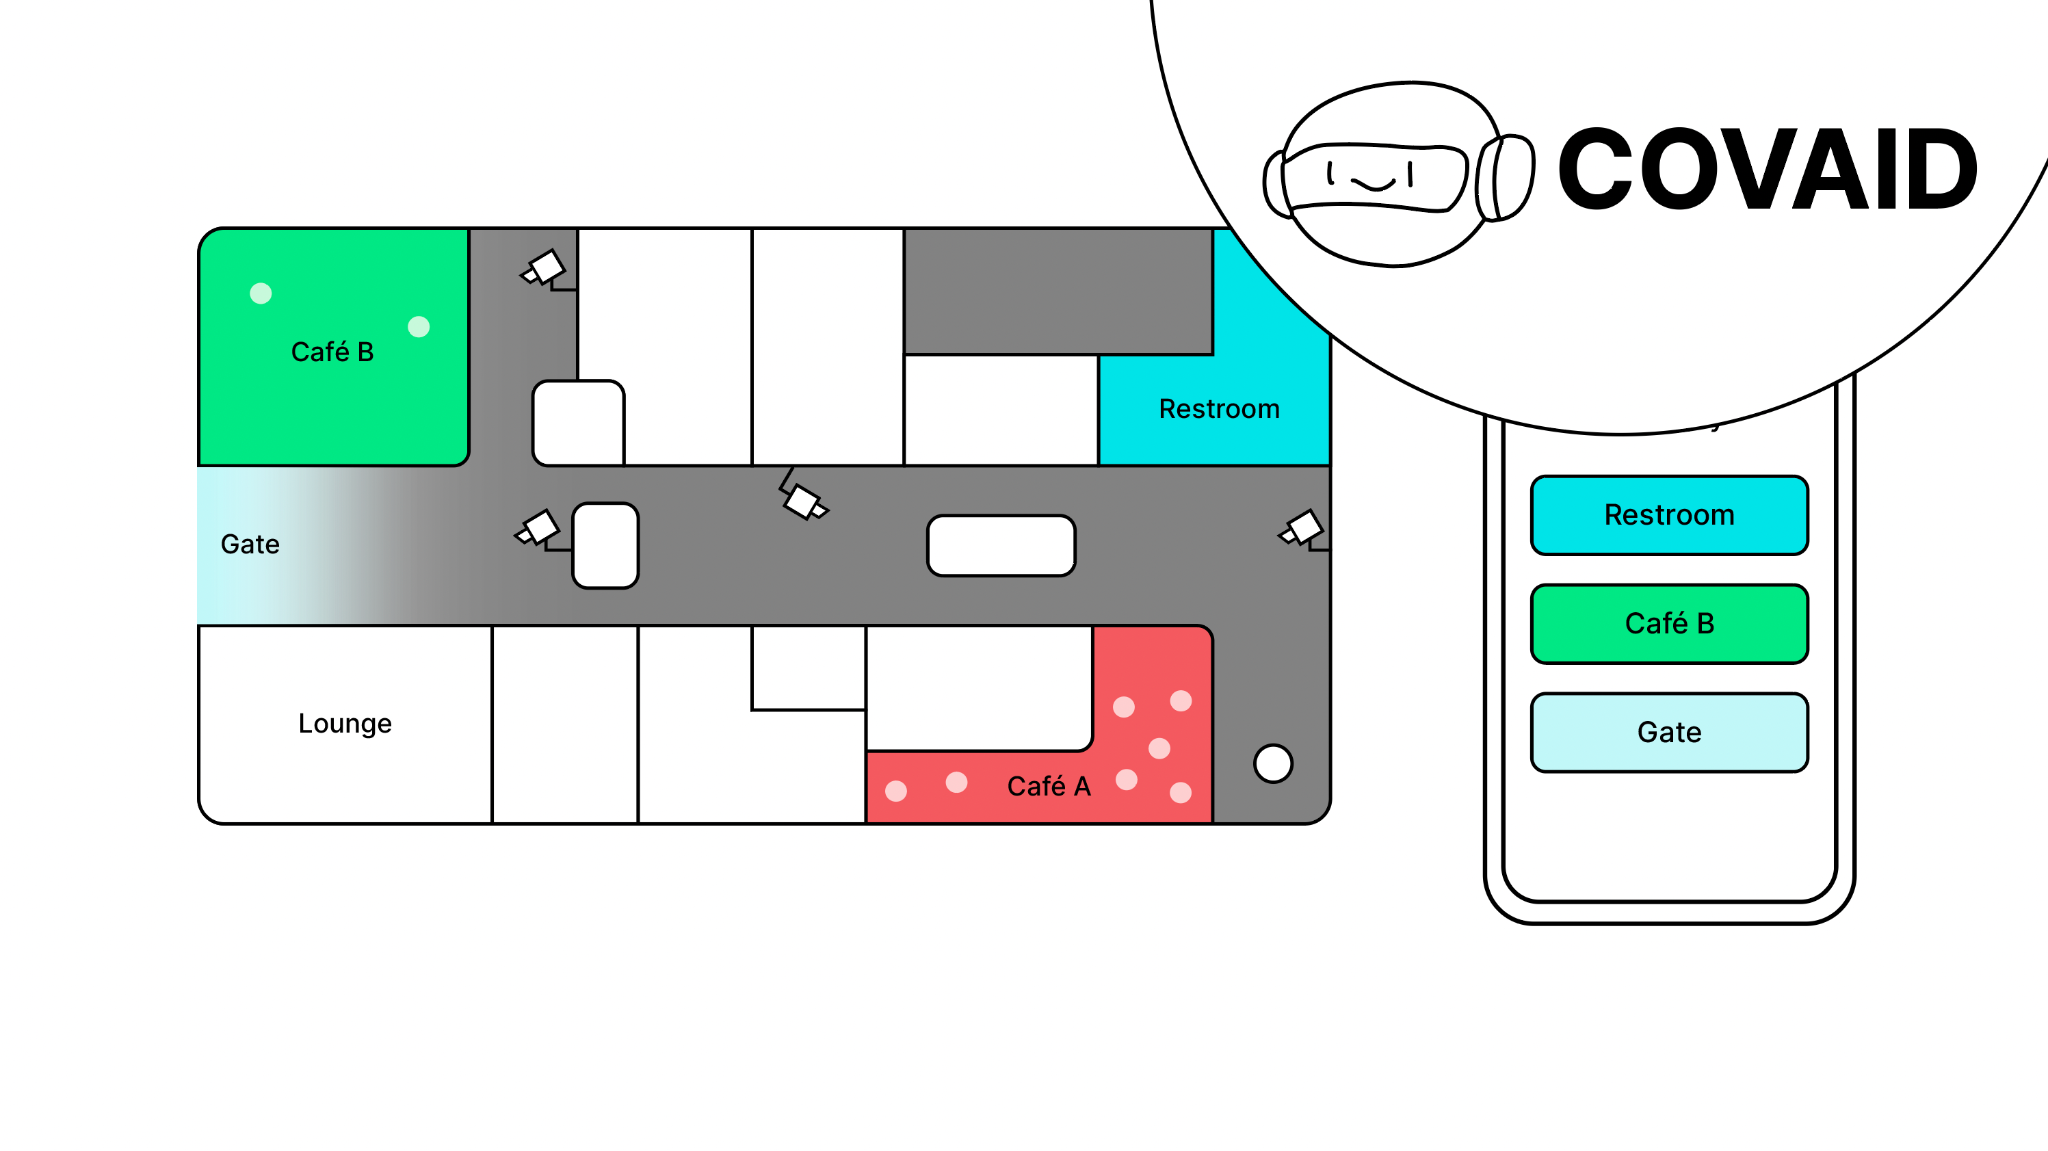 COVAID
Café B
Restroom
Gate
Lounge
Café A
Restroom
Café B
Gate